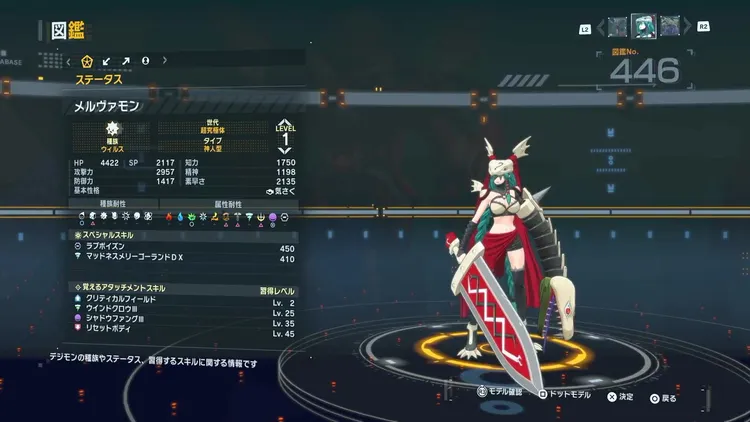 図鑑
L2
R2
ABASE
図鑑No.
446
ステータス
メルヴァモン
種族
ウイルス
世代
超究極体
タイプ
神人型
LEVEL
1
HP 4422 SP 2117 知力 1750
攻撃力 2957 精神 1198
防御力 1417 素早さ 2135
基本性格 気さく
種族耐性 属性耐性
スペシャルスキル
ラブポイズン 450
マッドネスメリーゴーランドDX 410
覚えるアタッチメントスキル 習得レベル
クリティカルフィールド Lv. 2
ウインドクロウⅢ Lv. 25
シャドウファングⅢ Lv. 35
リセットボディ Lv. 45
デジモンの種族やステータス、習得するスキルに関する情報です
R3 モデル確認 ドットモデル 決定 戻る